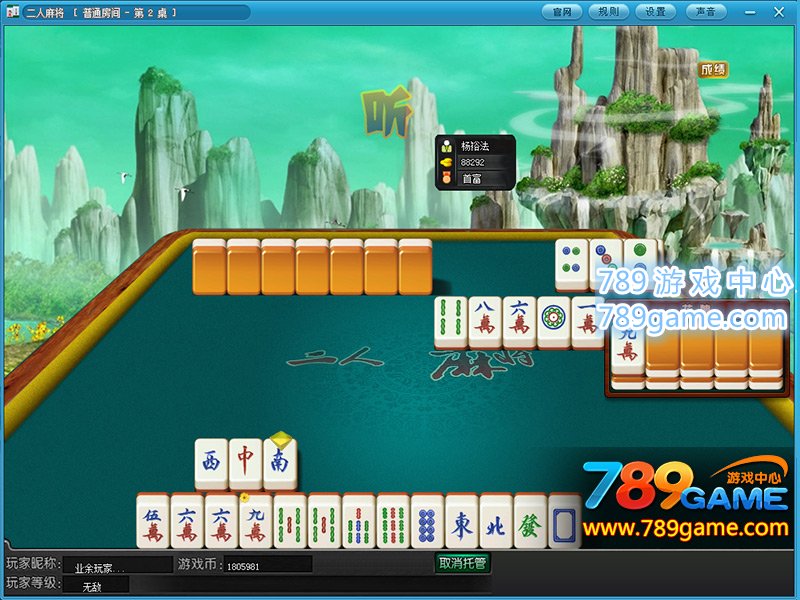 二人麻将 [ 普通房间 - 第 2 桌 ]
官网 规则 设置 声音
成绩
听
杨裕法
88292
首富
789游戏中心
789game.com
八萬 六萬 一萬
九萬
二人 麻将
西 中 南
伍萬 六萬 六萬 九萬 東 北 發
789GAME 游戏中心
www.789game.com
玩家昵称: 业余玩家... 游戏币: 1805981 取消托管
玩家等级: 无敌